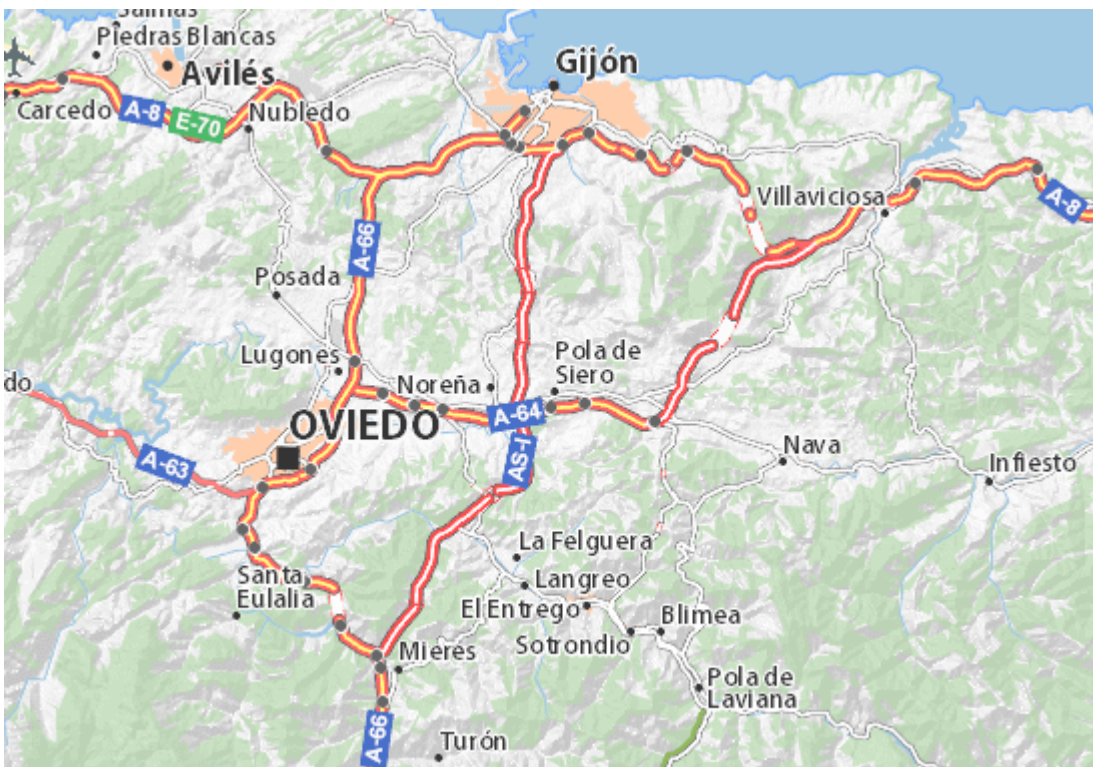 Salinas
Piedras Blancas
Avilés
Gijón
Carcedo
A-8
E-70
Nubledo
Villaviciosa
A-8
A-66
Posada
Lugones
Noreña
Pola de
Siero
do
OVIEDO
A-64
AS-I
A-63
Nava
Infiesto
La Felguera
Santa
Eulalia
Langreo
El Entrego
Blimea
Sotrondio
Mieres
Pola de
Laviana
A-66
Turón